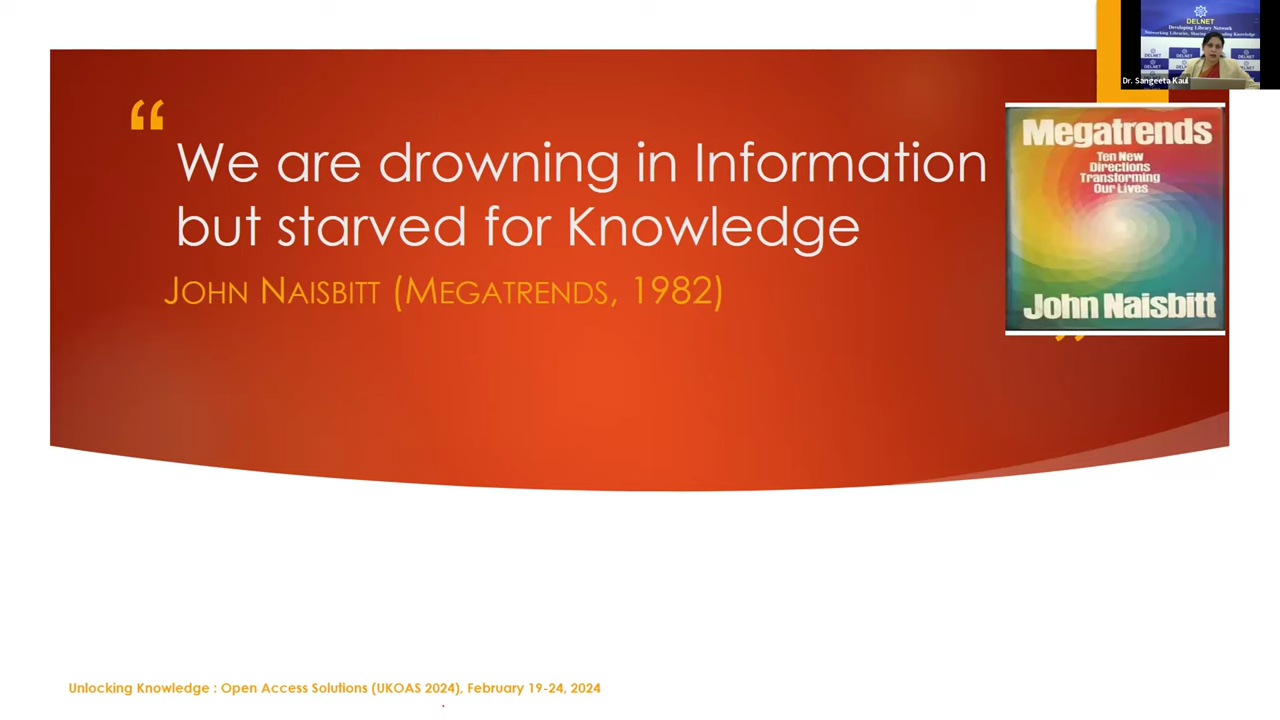 DELNET
Developing Library Network
Dr. Sangeeta Kaul
“
We are drowning in Information
but starved for Knowledge
JOHN NAISBITT (MEGATRENDS, 1982)
”
Megatrends
Ten New
Directions
Transforming
Our Lives
John Naisbitt
Unlocking Knowledge : Open Access Solutions (UKOAS 2024), February 19-24, 2024